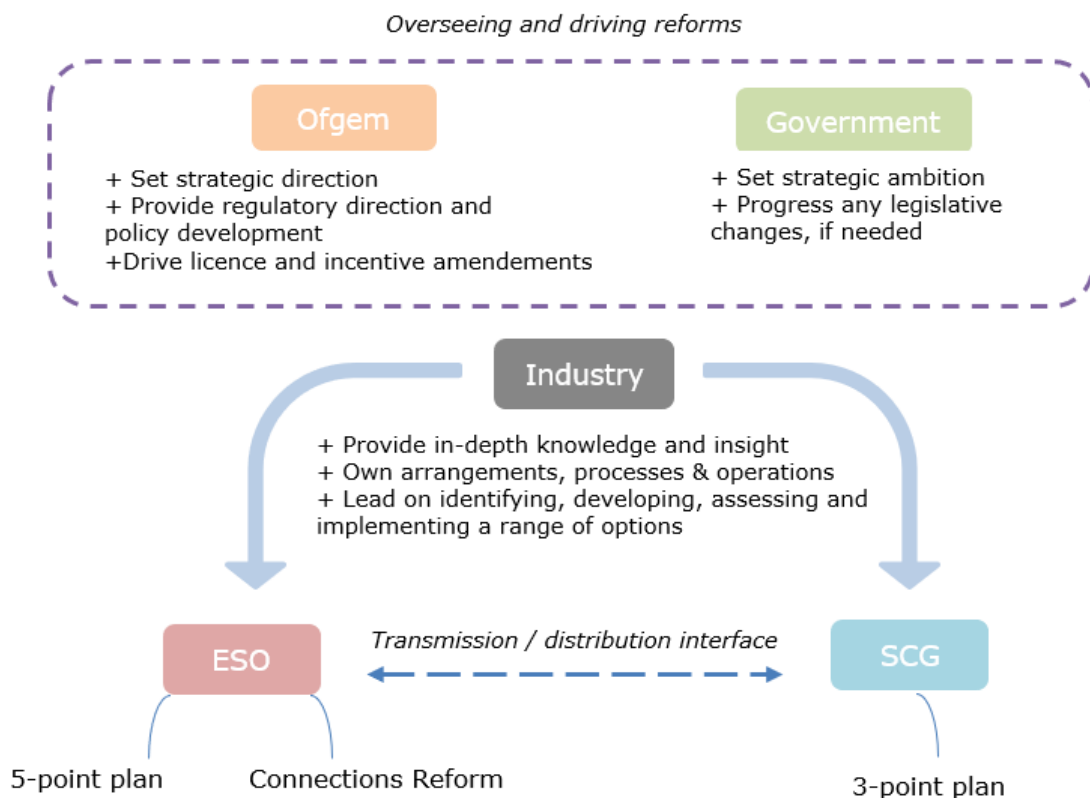 Overseeing and driving reforms
Ofgem
+ Set strategic direction
+ Provide regulatory direction and
policy development
+Drive licence and incentive amendements
Government
+ Set strategic ambition
+ Progress any legislative
changes, if needed
Industry
+ Provide in-depth knowledge and insight
+ Own arrangements, processes & operations
+ Lead on identifying, developing, assessing and
implementing a range of options
ESO
Transmission / distribution interface
SCG
5-point plan
Connections Reform
3-point plan